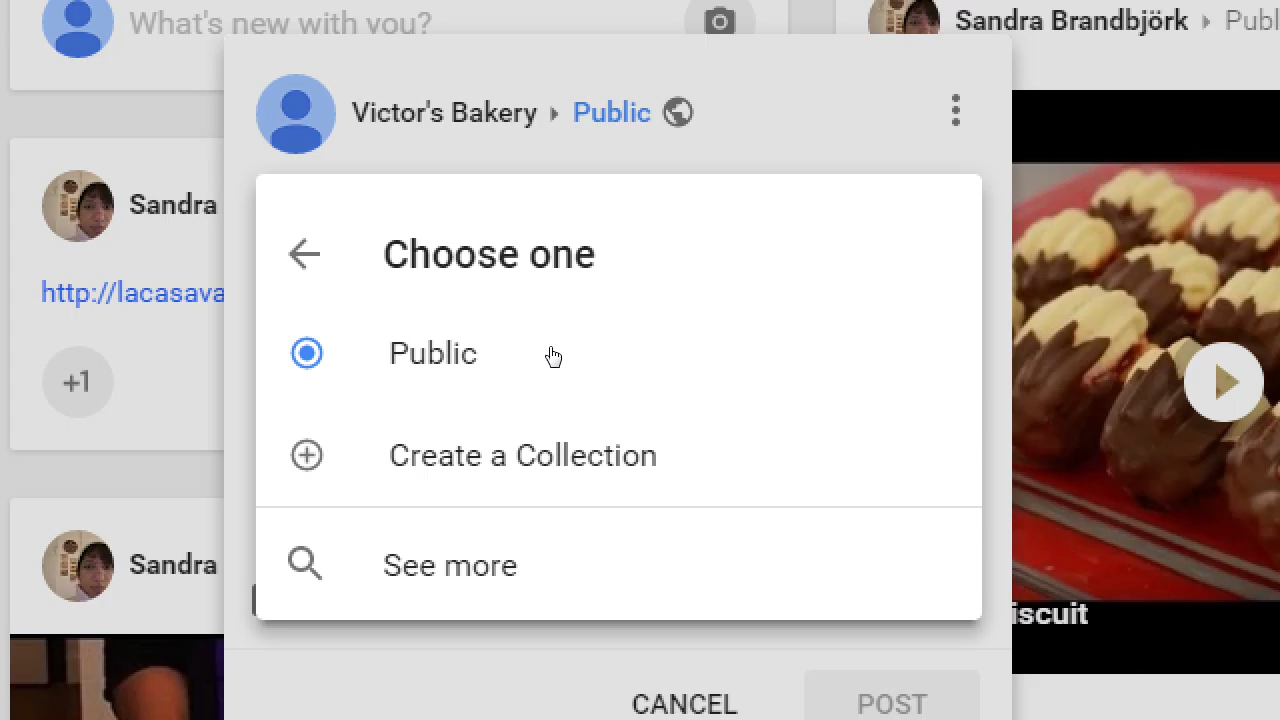 What's new with you?
Sandra Brandbjörk Publ
Victor's Bakery Public
Sandra
http://lacasava
+1
Choose one
Public
Create a Collection
See more
Sandra
iscuit
CANCEL
POST